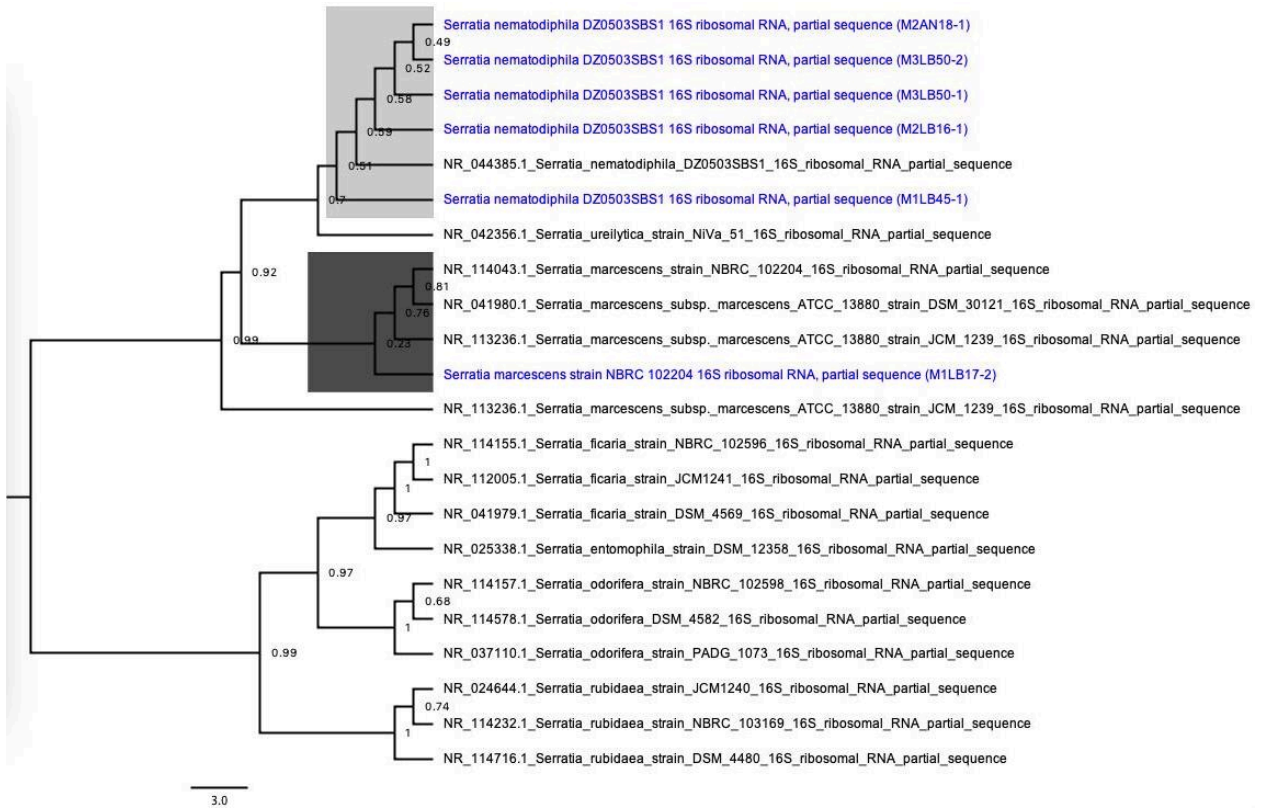 Serratia nematodiphila DZ0503SBS1 16S ribosomal RNA, partial sequence (M2AN18-1)
0.49
Serratia nematodiphila DZ0503SBS1 16S ribosomal RNA, partial sequence (M3LB50-2)
0.52
Serratia nematodiphila DZ0503SBS1 16S ribosomal RNA, partial sequence (M3LB50-1)
0.58
Serratia nematodiphila DZ0503SBS1 16S ribosomal RNA, partial sequence (M2LB16-1)
0.59
NR_044385.1_Serratia_nematodiphila_DZ0503SBS1_16S_ribosomal_RNA_partial_sequence
0.51
Serratia nematodiphila DZ0503SBS1 16S ribosomal RNA, partial sequence (M1LB45-1)
0.7
NR_042356.1_Serratia_ureilytica_strain_NiVa_51_16S_ribosomal_RNA_partial_sequence
0.92
NR_114043.1_Serratia_marcescens_strain_NBRC_102204_16S_ribosomal_RNA_partial_sequence
0.81
NR_041980.1_Serratia_marcescens_subsp._marcescens_ATCC_13880_strain_DSM_30121_16S_ribosomal_RNA_partial_sequence
0.76
NR_113236.1_Serratia_marcescens_subsp._marcescens_ATCC_13880_strain_JCM_1239_16S_ribosomal_RNA_partial_sequence
0.99
0.23
Serratia marcescens strain NBRC 102204 16S ribosomal RNA, partial sequence (M1LB17-2)
NR_113236.1_Serratia_marcescens_subsp._marcescens_ATCC_13880_strain_JCM_1239_16S_ribosomal_RNA_partial_sequence
NR_114155.1_Serratia_ficaria_strain_NBRC_102596_16S_ribosomal_RNA_partial_sequence
1
NR_112005.1_Serratia_ficaria_strain_JCM1241_16S_ribosomal_RNA_partial_sequence
1
NR_041979.1_Serratia_ficaria_strain_DSM_4569_16S_ribosomal_RNA_partial_sequence
0.97
NR_025338.1_Serratia_entomophila_strain_DSM_12358_16S_ribosomal_RNA_partial_sequence
0.97
NR_114157.1_Serratia_odorifera_strain_NBRC_102598_16S_ribosomal_RNA_partial_sequence
0.68
NR_114578.1_Serratia_odorifera_DSM_4582_16S_ribosomal_RNA_partial_sequence
1
NR_037110.1_Serratia_odorifera_strain_PADG_1073_16S_ribosomal_RNA_partial_sequence
0.99
NR_024644.1_Serratia_rubidaea_strain_JCM1240_16S_ribosomal_RNA_partial_sequence
0.74
NR_114232.1_Serratia_rubidaea_strain_NBRC_103169_16S_ribosomal_RNA_partial_sequence
1
NR_114716.1_Serratia_rubidaea_strain_DSM_4480_16S_ribosomal_RNA_partial_sequence
3.0